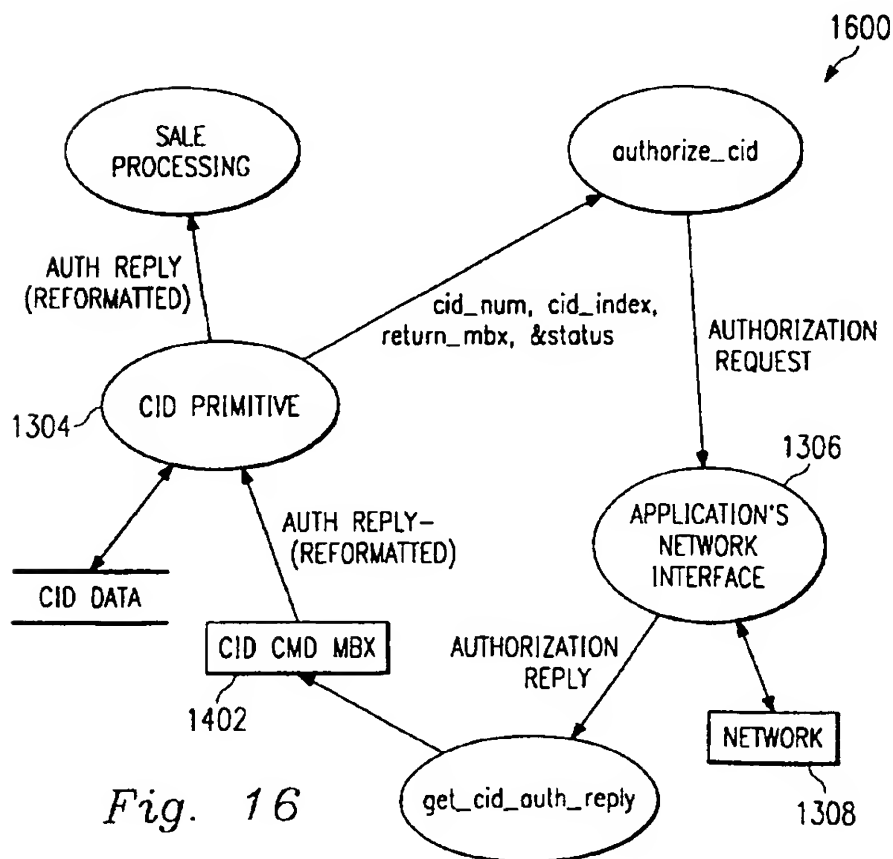 1600
SALE
PROCESSING
authorize_cid
AUTH REPLY
(REFORMATTED)
cid_num, cid_index,
return_mbx, &status
AUTHORIZATION
REQUEST
1304
CID PRIMITIVE
1306
APPLICATION'S
NETWORK
INTERFACE
AUTH REPLY–
(REFORMATTED)
CID DATA
CID CMD MBX
1402
AUTHORIZATION
REPLY
NETWORK
1308
get_cid_auth_reply
Fig. 16